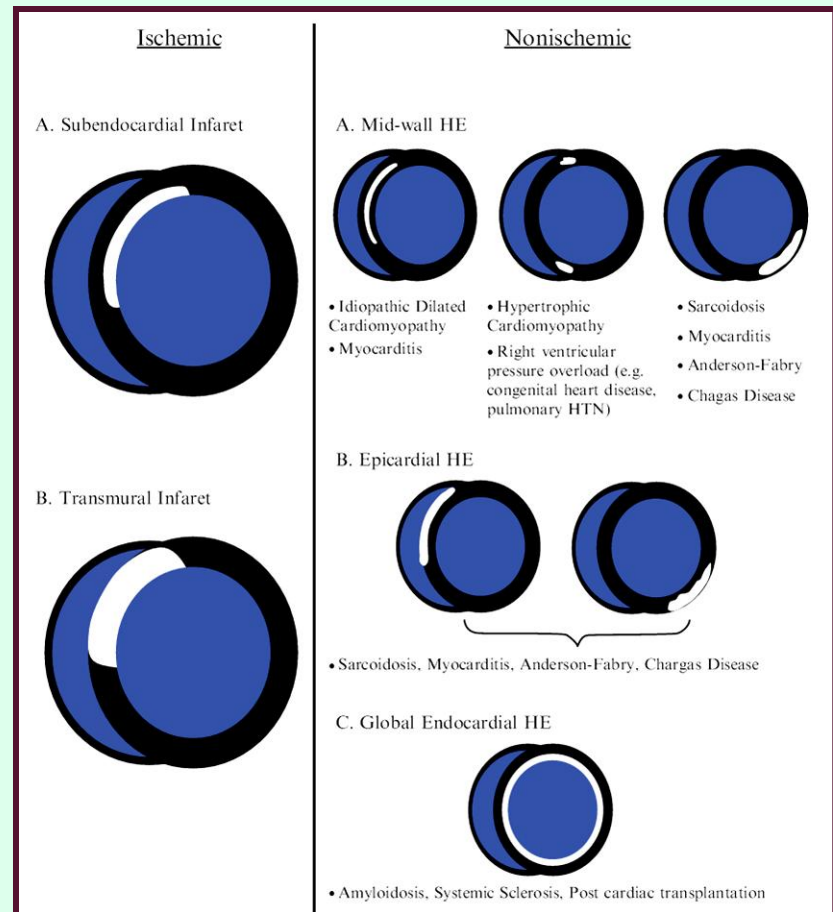 Ischemic
A. Subendocardial Infaret
B. Transmural Infaret
Nonischemic
A. Mid-wall HE
• Idiopathic Dilated
Cardiomyopathy
• Myocarditis
• Hypertrophic
Cardiomyopathy
• Right ventricular
pressure overload (e.g.
congenital heart disease,
pulmonary HTN)
• Sarcoidosis
• Myocarditis
• Anderson-Fabry
• Chagas Disease
B. Epicardial HE
• Sarcoidosis, Myocarditis, Anderson-Fabry, Chargas Disease
C. Global Endocardial HE
• Amyloidosis, Systemic Sclerosis, Post cardiac transplantation